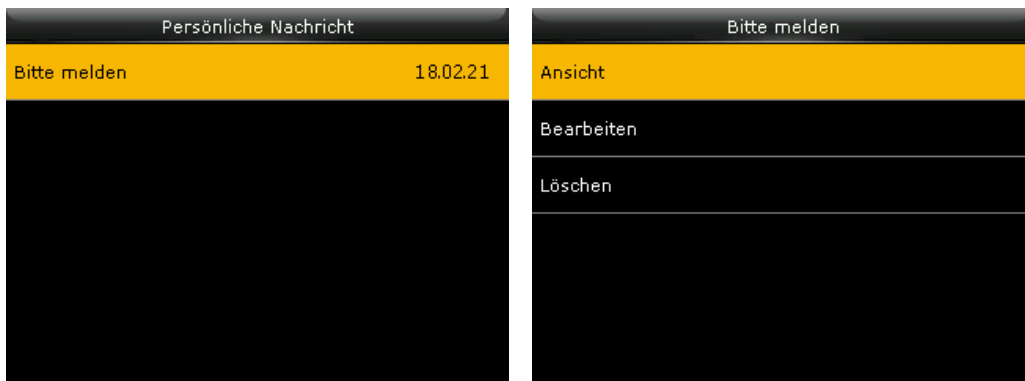 Persönliche Nachricht
Bitte melden 18.02.21
Bitte melden
Ansicht
Bearbeiten
Löschen